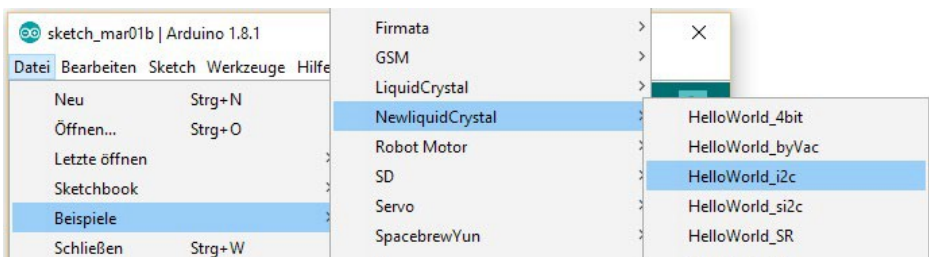 sketch_mar01b | Arduino 1.8.1
Datei Bearbeiten Sketch Werkzeuge Hilfe
Neu Strg+N
Öffnen... Strg+O
Letzte öffnen
Sketchbook
Beispiele
Schließen Strg+W
Firmata
GSM
LiquidCrystal
NewliquidCrystal
Robot Motor
SD
Servo
SpacebrewYun
HelloWorld_4bit
HelloWorld_byVac
HelloWorld_i2c
HelloWorld_si2c
HelloWorld_SR